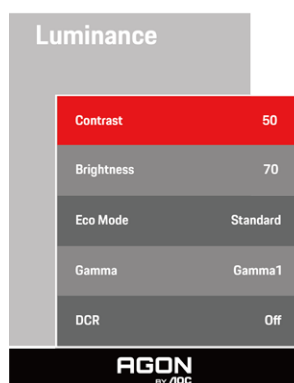 Luminance
Contrast 50
Brightness 70
Eco Mode Standard
Gamma Gamma1
DCR Off
AGON
BY AOC